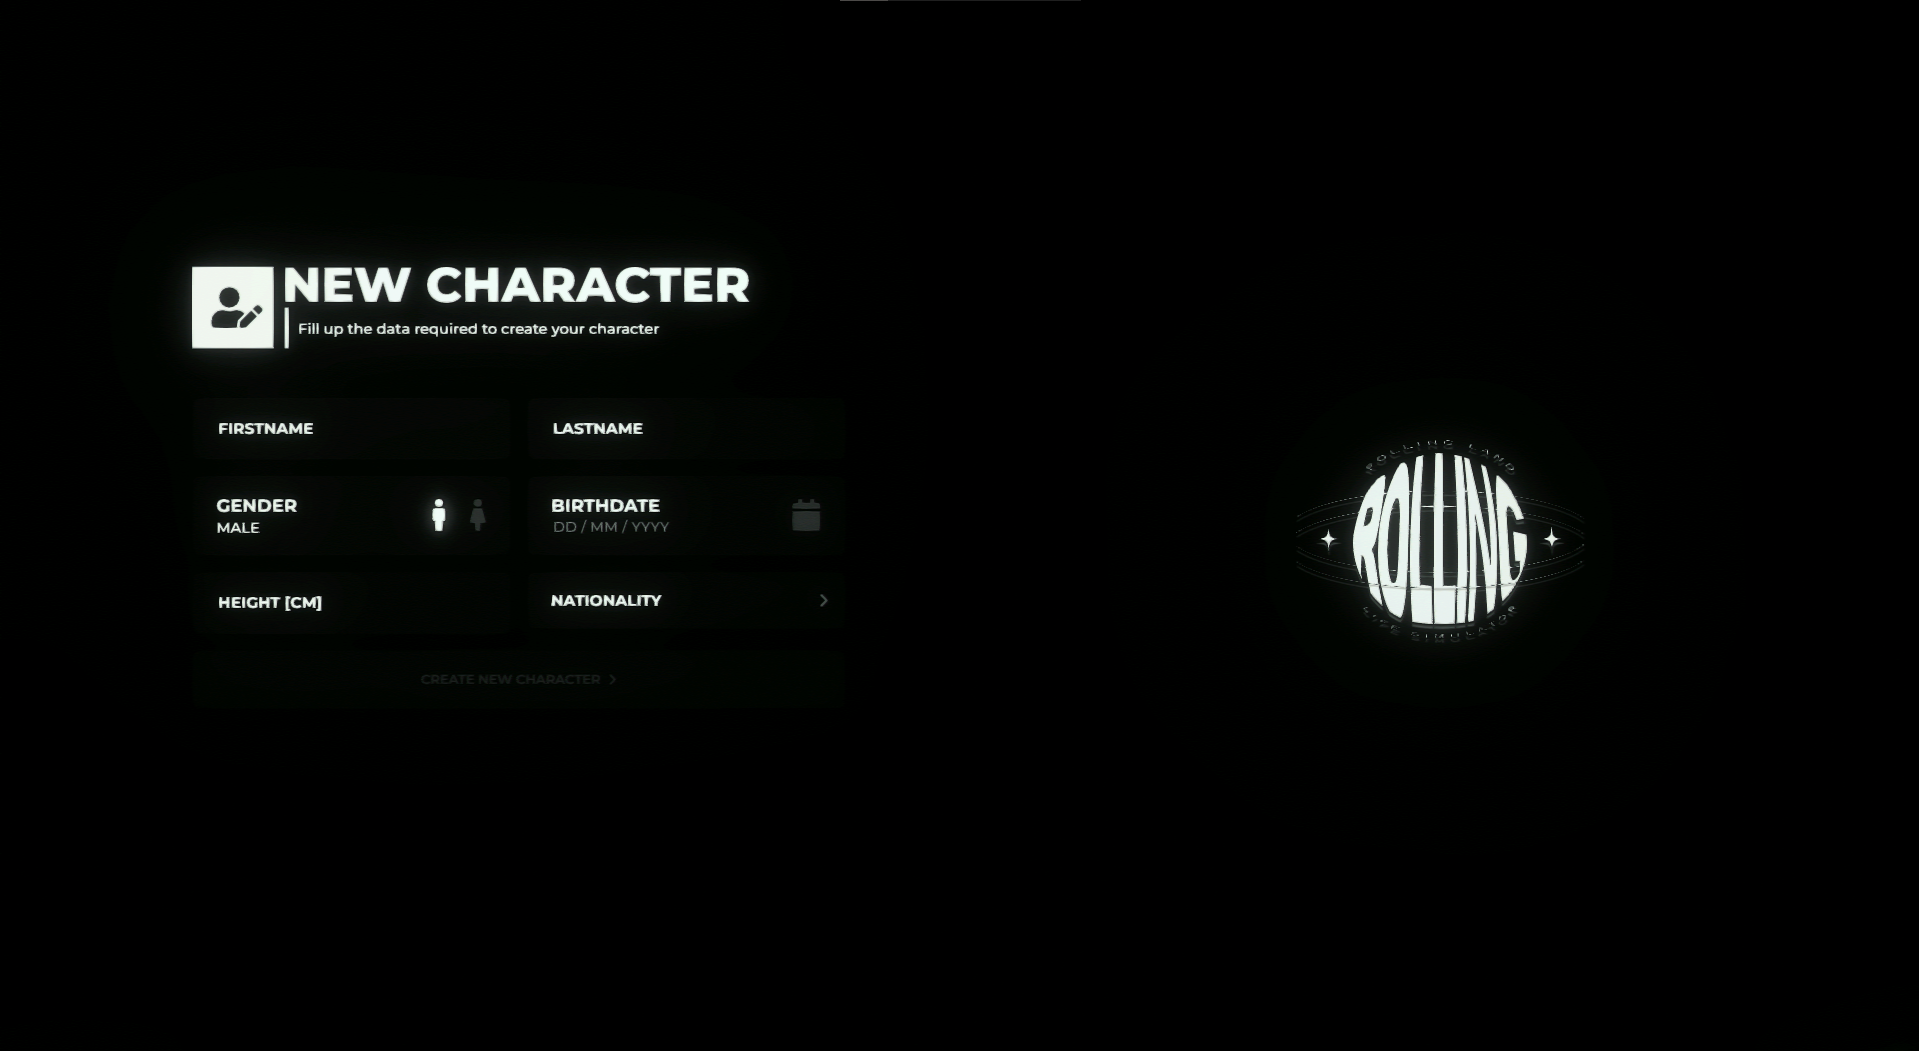 NEW CHARACTER
Fill up the data required to create your character
FIRSTNAME
LASTNAME
GENDER
MALE
BIRTHDATE
DD / MM / YYYY
HEIGHT [CM]
NATIONALITY
CREATE NEW CHARACTER
ROLLING LAND
ROLLING
LIFE SIMULATOR